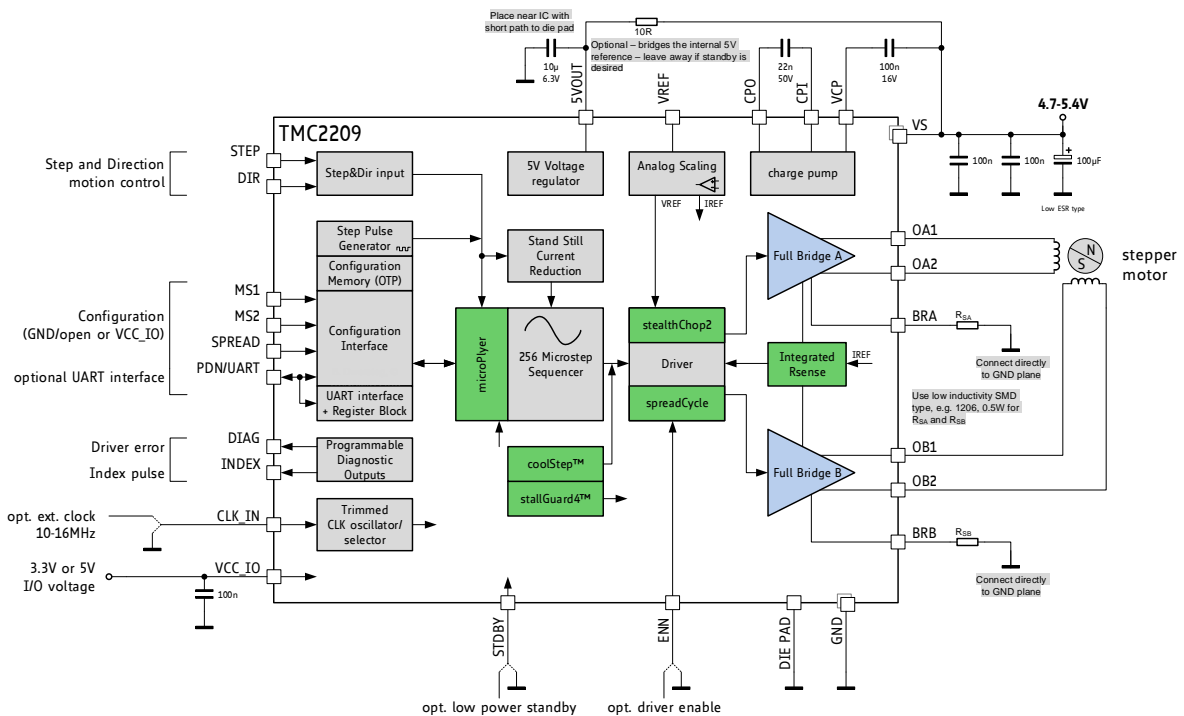 Place near IC with
short path to die pad
10R
Optional – bridges the internal 5V
reference – leave away if standby is
desired
10µ
6.3V
22n
50V
100n
16V
5VOUT
VREF
CPO
CPI
VCP
4.7-5.4V
VS
TMC2209
+
100n
100n
100µF
Low ESR type
Step and Direction
motion control
STEP
DIR
Step&Dir input
5V Voltage
regulator
Analog Scaling
VREF
IREF
charge pump
Step Pulse
Generator
Configuration
Memory (OTP)
Stand Still
Current
Reduction
Full Bridge A
OA1
OA2
N
S
stepper
motor
Configuration
(GND/open or VCC_IO)
optional UART interface
MS1
MS2
SPREAD
PDN/UART
Configuration
Interface
UART interface
+ Register Block
microPlyer
256 Microstep
Sequencer
stealthChop2
Driver
spreadCycle
Integrated
Rsense
IREF
BRA
RSA
Connect directly
to GND plane
Use low inductivity SMD
type, e.g. 1206, 0.5W for
RSA and RSB
Driver error
Index pulse
DIAG
INDEX
Programmable
Diagnostic
Outputs
coolStep™
stallGuard4™
Full Bridge B
OB1
OB2
opt. ext. clock
10-16MHz
CLK_IN
Trimmed
CLK oscillator/
selector
BRB
RSB
Connect directly
to GND plane
3.3V or 5V
I/O voltage
VCC_IO
100n
STDBY
ENN
DIE PAD
GND
opt. low power standby
opt. driver enable